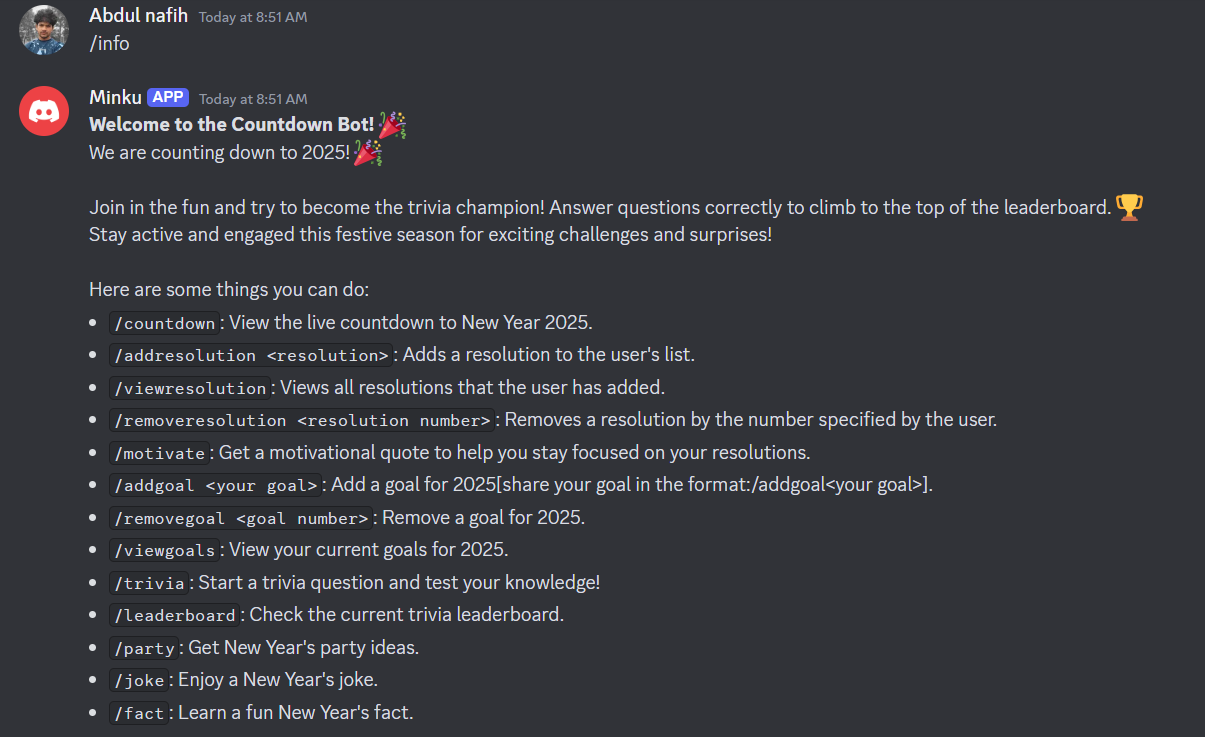 Abdul nafih Today at 8:51 AM
/info
Minku APP Today at 8:51 AM
Welcome to the Countdown Bot! 🎉
We are counting down to 2025! 🎉
Join in the fun and try to become the trivia champion! Answer questions correctly to climb to the top of the leaderboard. 🏆
Stay active and engaged this festive season for exciting challenges and surprises!
Here are some things you can do:
• /countdown: View the live countdown to New Year 2025.
• /addresolution <resolution>: Adds a resolution to the user's list.
• /viewresolution: Views all resolutions that the user has added.
• /removeresolution <resolution number>: Removes a resolution by the number specified by the user.
• /motivate: Get a motivational quote to help you stay focused on your resolutions.
• /addgoal <your goal>: Add a goal for 2025[share your goal in the format:/addgoal<your goal>].
• /removegoal <goal number>: Remove a goal for 2025.
• /viewgoals: View your current goals for 2025.
• /trivia: Start a trivia question and test your knowledge!
• /leaderboard: Check the current trivia leaderboard.
• /party: Get New Year's party ideas.
• /joke: Enjoy a New Year's joke.
• /fact: Learn a fun New Year's fact.